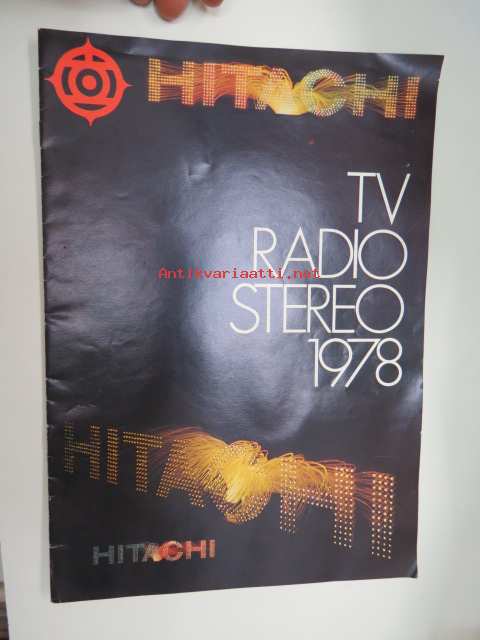 HITACHI
TV
RADIO
Antikvariaatti.net
STEREO
1978
HITACHI
HITACHI